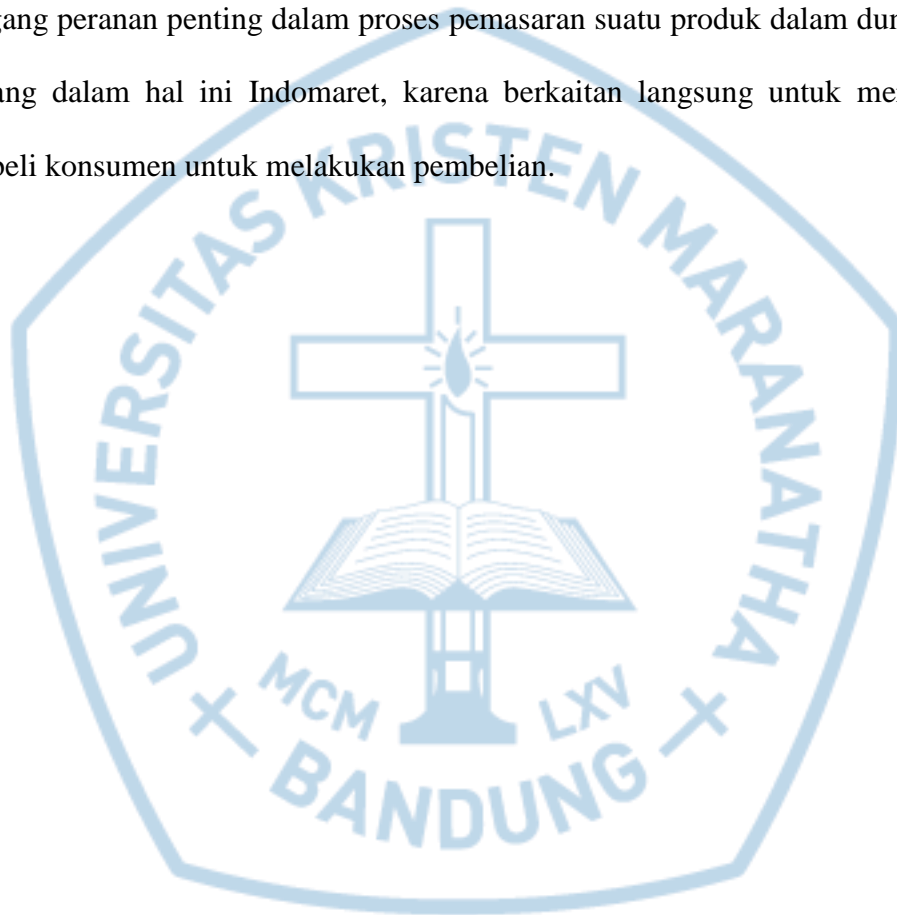 gang peranan penting dalam proses pemasaran suatu produk dalam dun
ang dalam hal ini Indomaret, karena berkaitan langsung untuk me
beli konsumen untuk melakukan pembelian.
UNIVERSITAS KRISTEN MARANATHA
MCM LXV
BANDUNG